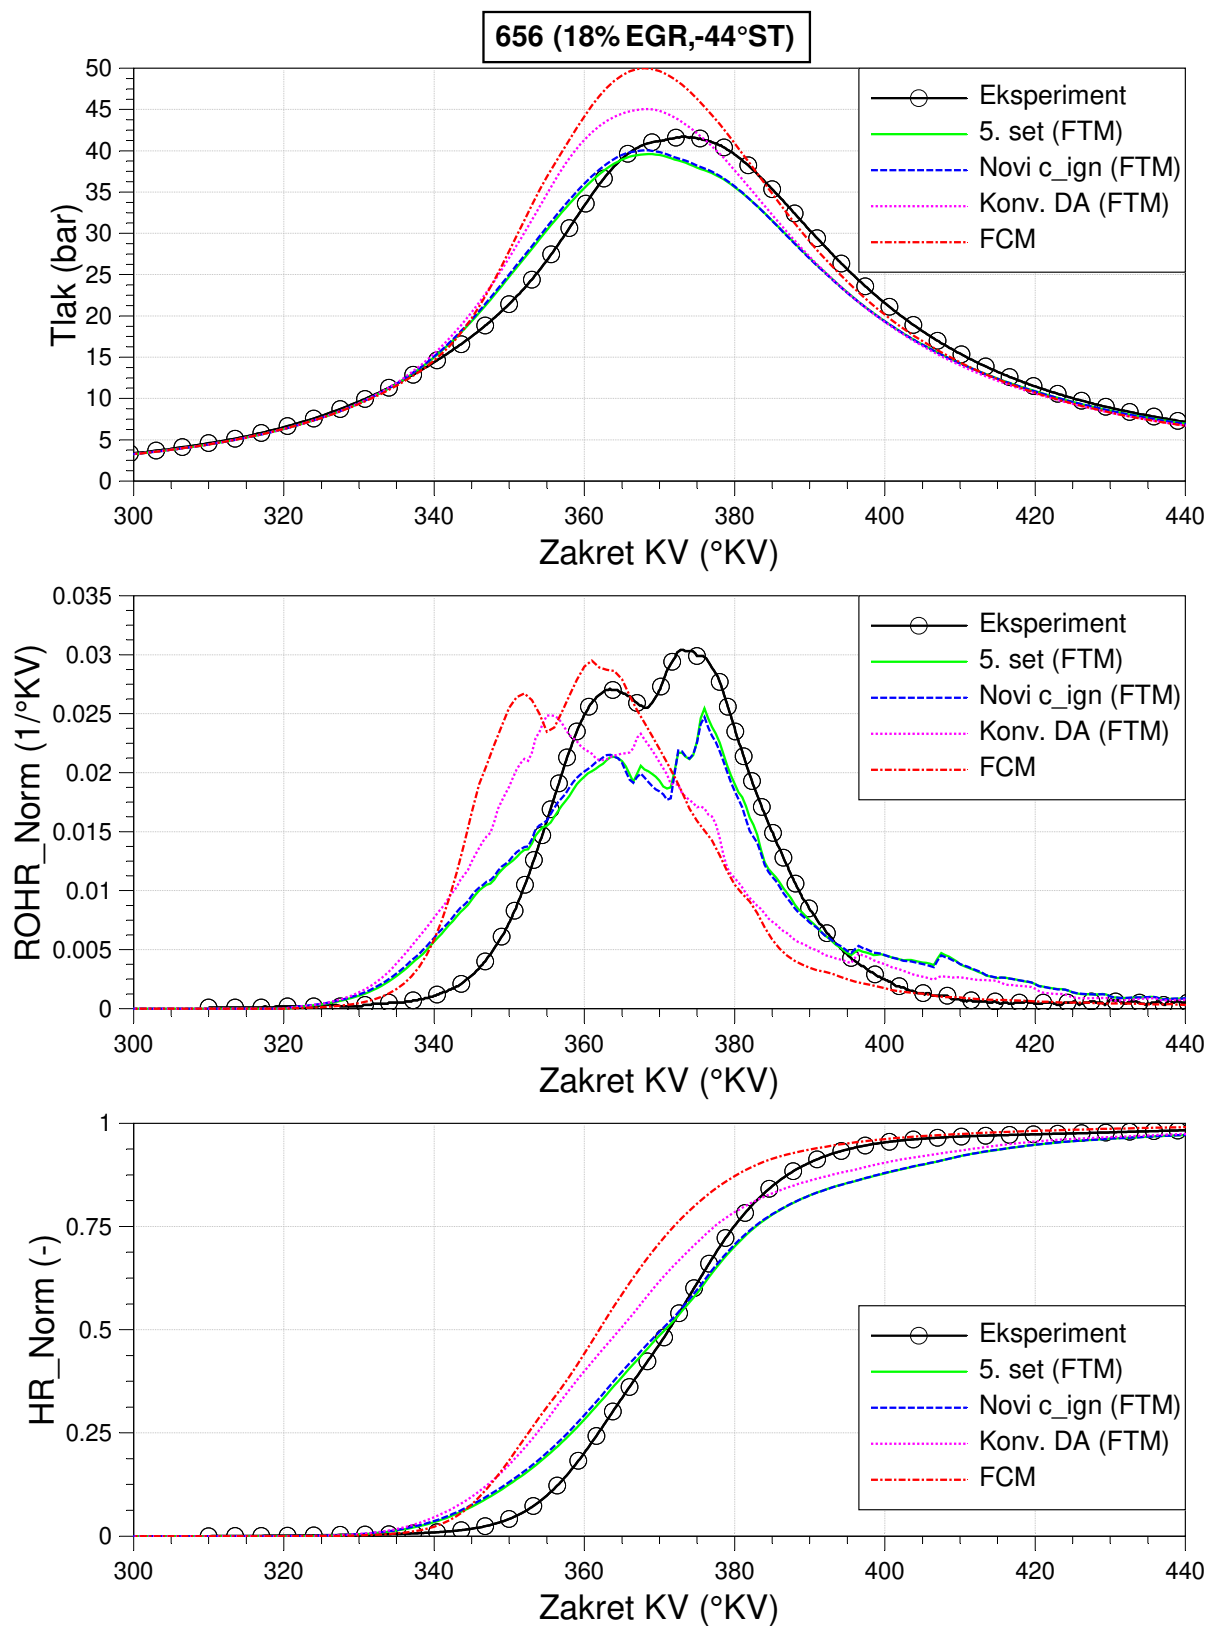 656 (18% EGR,-44°ST)
50
45
40
35
30
25
20
15
10
5
0
Tlak (bar)
Eksperiment
5. set (FTM)
Novi c_ign (FTM)
Konv. DA (FTM)
FCM
300
320
340
360
380
400
420
440
Zakret KV (°KV)
0.035
0.03
0.025
0.02
0.015
0.01
0.005
0
ROHR_Norm (1/°KV)
Eksperiment
5. set (FTM)
Novi c_ign (FTM)
Konv. DA (FTM)
FCM
300
320
340
360
380
400
420
440
Zakret KV (°KV)
1
0.75
0.5
0.25
0
HR_Norm (-)
Eksperiment
5. set (FTM)
Novi c_ign (FTM)
Konv. DA (FTM)
FCM
300
320
340
360
380
400
420
440
Zakret KV (°KV)